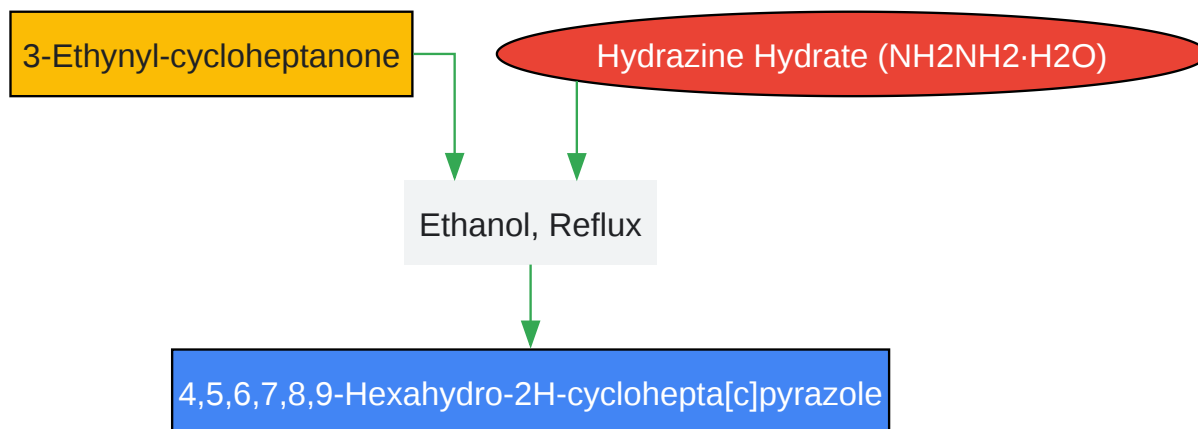 3-Ethynyl-cycloheptanone
Hydrazine Hydrate (NH2NH2·H2O)
Ethanol, Reflux
4,5,6,7,8,9-Hexahydro-2H-cyclohepta[c]pyrazole